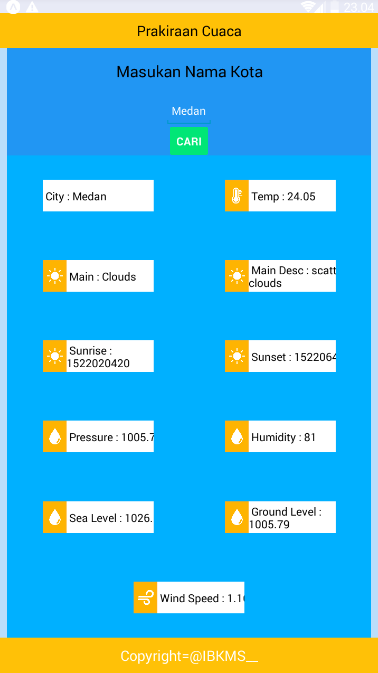 23.04
Prakiraan Cuaca
Masukan Nama Kota
Medan
CARI
City : Medan
Temp : 24.05
Main : Clouds
Main Desc : scatt
clouds
Sunrise :
1522020420
Sunset : 1522064
Pressure : 1005.7
Humidity : 81
Sea Level : 1026.
Ground Level :
1005.79
Wind Speed : 1.1
Copyright=@IBKMS__